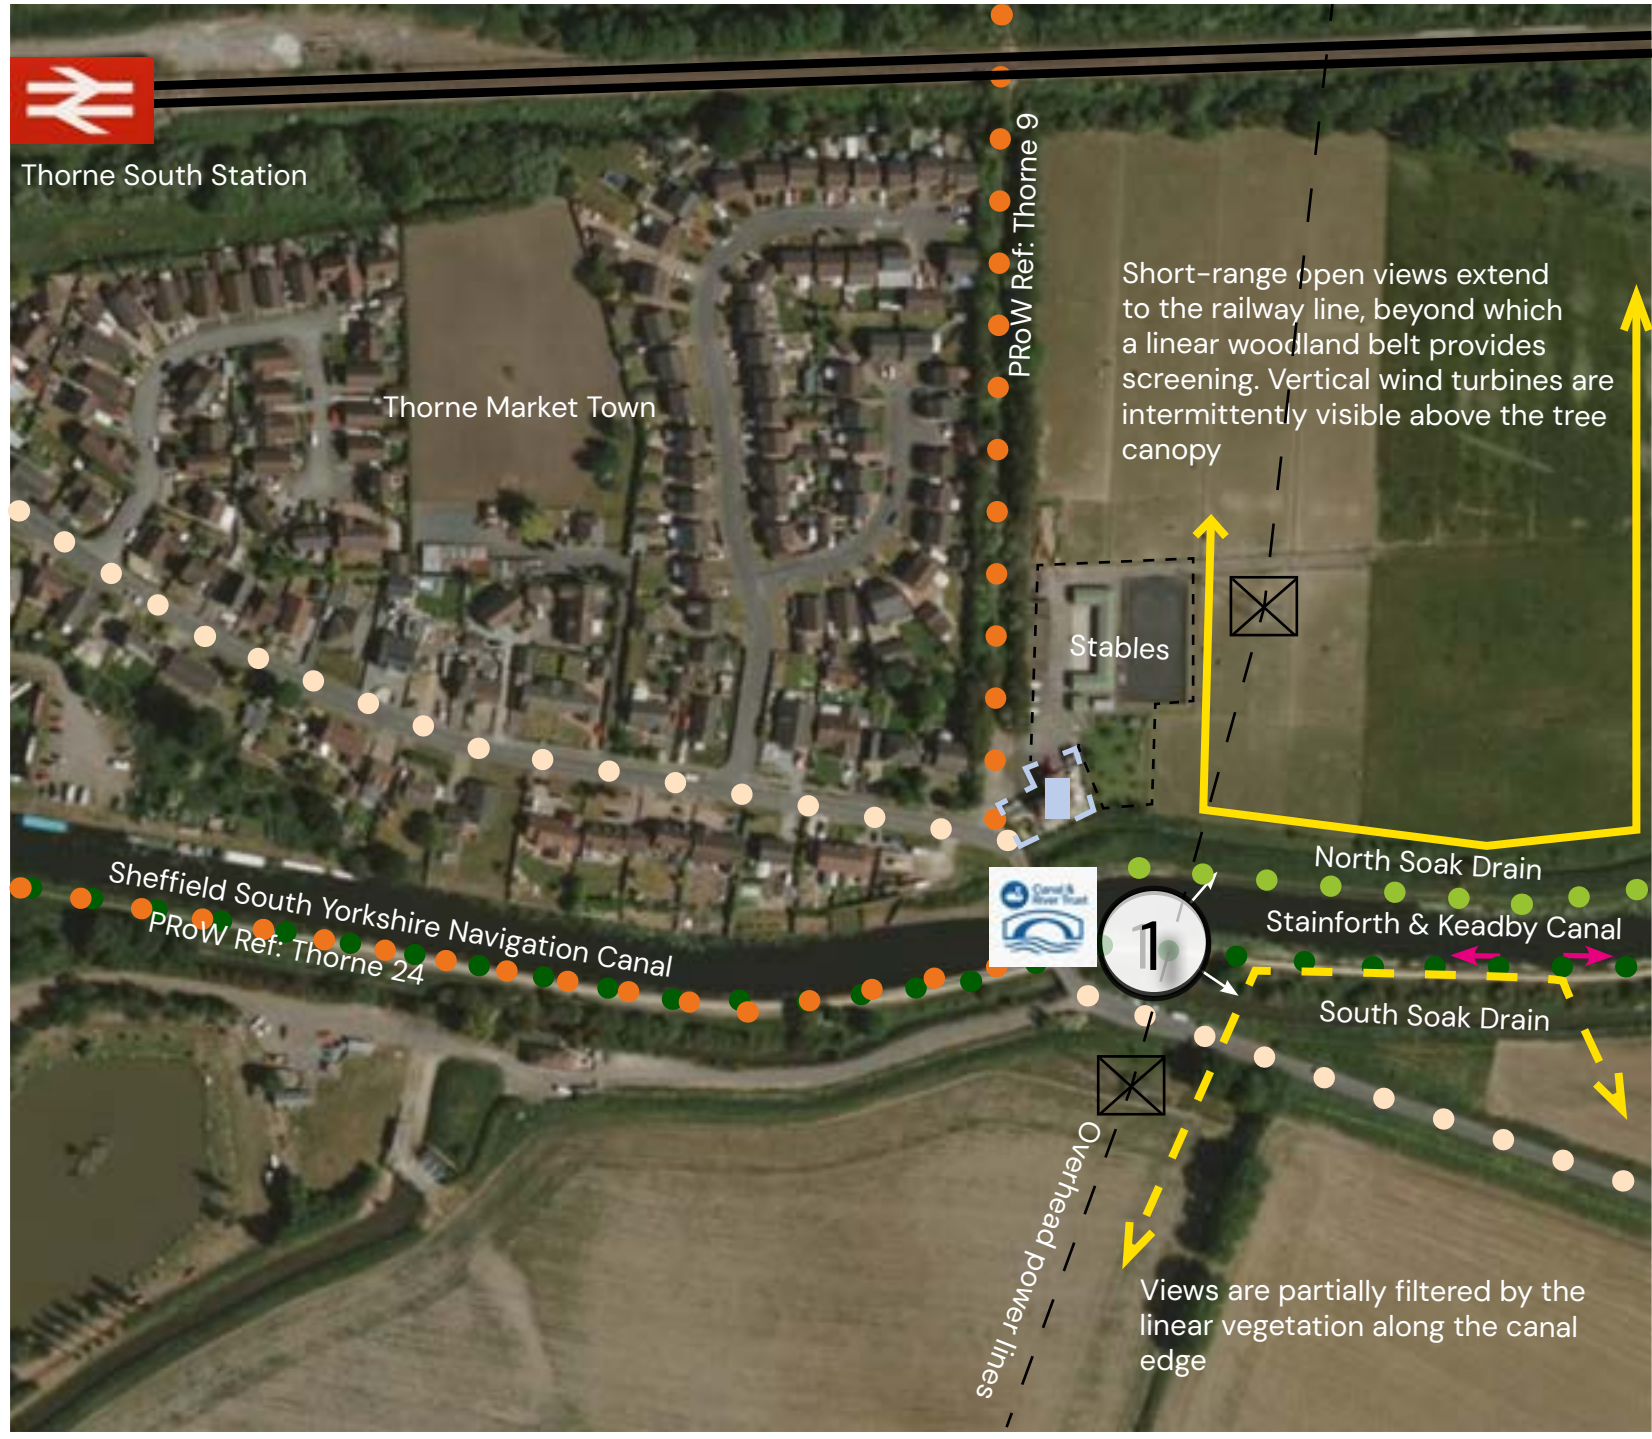 Thorne South Station
PRoW Ref: Thorne 9
Short-range open views extend
to the railway line, beyond which
a linear woodland belt provides
screening. Vertical wind turbines are
intermittently visible above the tree
canopy
Thorne Market Town
Stables
North Soak Drain
Canal &
River Trust
Stainforth & Keadby Canal
Sheffield South Yorkshire Navigation Canal
PRoW Ref: Thorne 24
1
South Soak Drain
Overhead power lines
Views are partially filtered by the
linear vegetation along the canal
edge